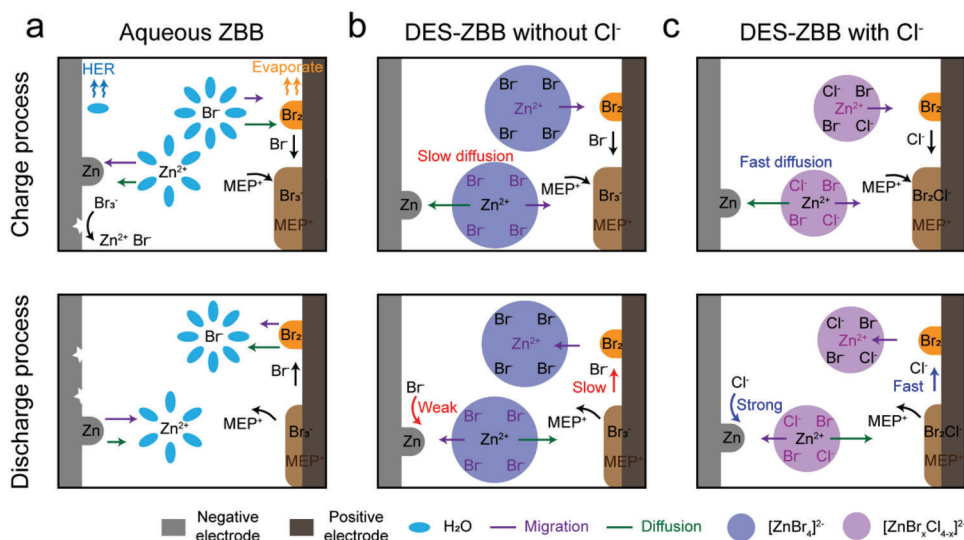 a
Aqueous ZBB
b
DES-ZBB without Cl⁻
c
DES-ZBB with Cl⁻
Charge process
HER
Evaporate
Br⁻
Br₂
Br⁻
Zn
Zn²⁺
MEP⁺
Br₃⁻
MEP⁺
Br₃⁻
Zn²⁺ Br⁻
Br⁻ Br⁻
Zn²⁺
Br⁻ Br⁻
Br₂
Br⁻
Slow diffusion
Br⁻ Br⁻
Zn
Zn²⁺
Br⁻ Br⁻
MEP⁺
Br₃⁻
MEP⁺
Cl⁻ Br⁻
Zn²⁺
Br⁻ Cl⁻
Br₂
Cl⁻
Fast diffusion
Cl⁻ Br⁻
Zn
Zn²⁺
Br⁻ Cl⁻
MEP⁺
Br₂Cl⁻
MEP⁺
Discharge process
Br⁻
Br₂
Br⁻
Zn
Zn²⁺
MEP⁺
Br₃⁻
MEP⁺
Br⁻ Br⁻
Zn²⁺
Br⁻ Br⁻
Br₂
Br⁻
Slow
Br⁻
Weak
Br⁻ Br⁻
Zn
Zn²⁺
Br⁻ Br⁻
MEP⁺
Br₃⁻
MEP⁺
Cl⁻ Br⁻
Zn²⁺
Br⁻ Cl⁻
Br₂
Cl⁻
Fast
Cl⁻
Strong
Cl⁻ Br⁻
Zn
Zn²⁺
Br⁻ Cl⁻
MEP⁺
Br₂Cl⁻
MEP⁺
Negative
electrode
Positive
electrode
H₂O
Migration
Diffusion
[ZnBr₄]²⁻
[ZnBrₓCl₄₋ₓ]²